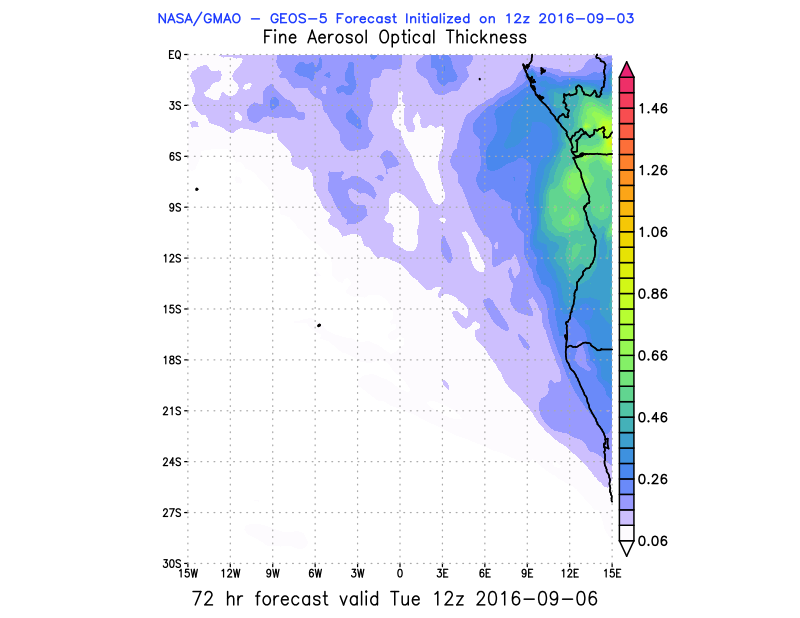 NASA/GMAO − GEOS−5 Forecast Initialized on 12z 2016−09−03
Fine Aerosol Optical Thickness
EQ
3S
6S
9S
12S
15S
18S
21S
24S
27S
30S
15W 12W 9W 6W 3W 0 3E 6E 9E 12E 15E
1.46
1.26
1.06
0.86
0.66
0.46
0.26
0.06
72 hr forecast valid Tue 12z 2016−09−06